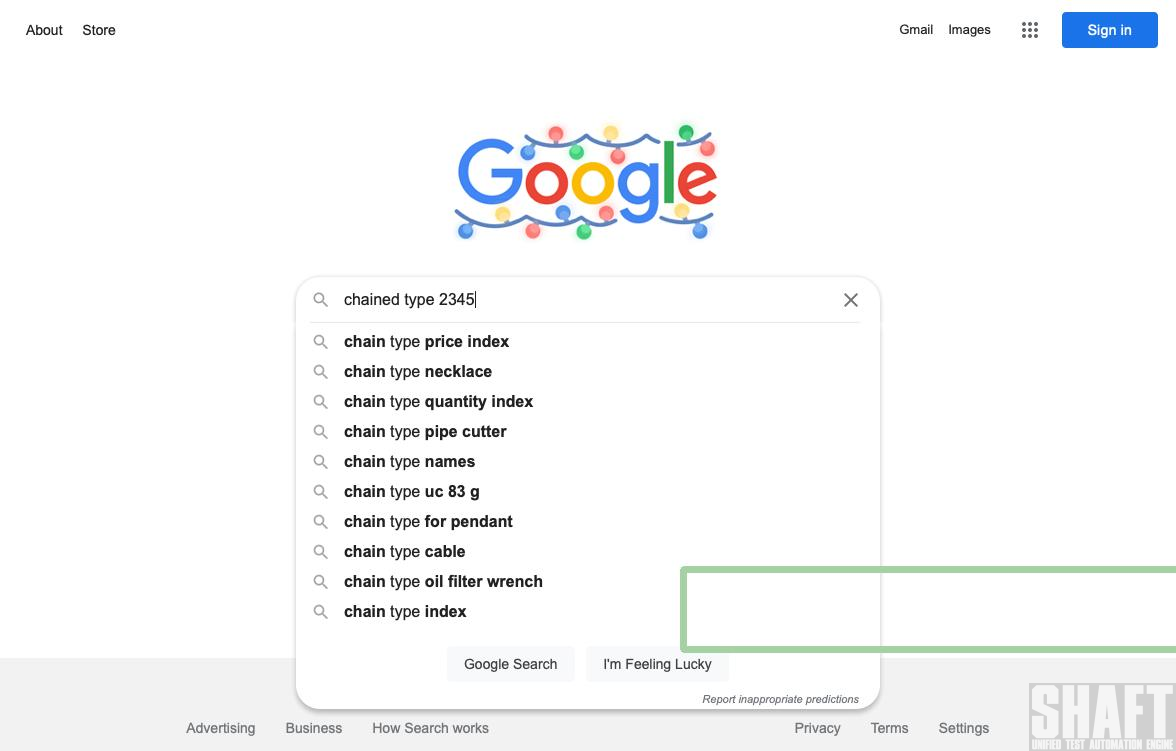 About Store Gmail Images Sign in
Google
chained type 2345
chain type price index
chain type necklace
chain type quantity index
chain type pipe cutter
chain type names
chain type uc 83 g
chain type for pendant
chain type cable
chain type oil filter wrench
chain type index
Google Search I'm Feeling Lucky
Report inappropriate predictions
Advertising Business How Search works Privacy Terms Settings
SHAFT
UNIFIED TEST AUTOMATION ENGINE